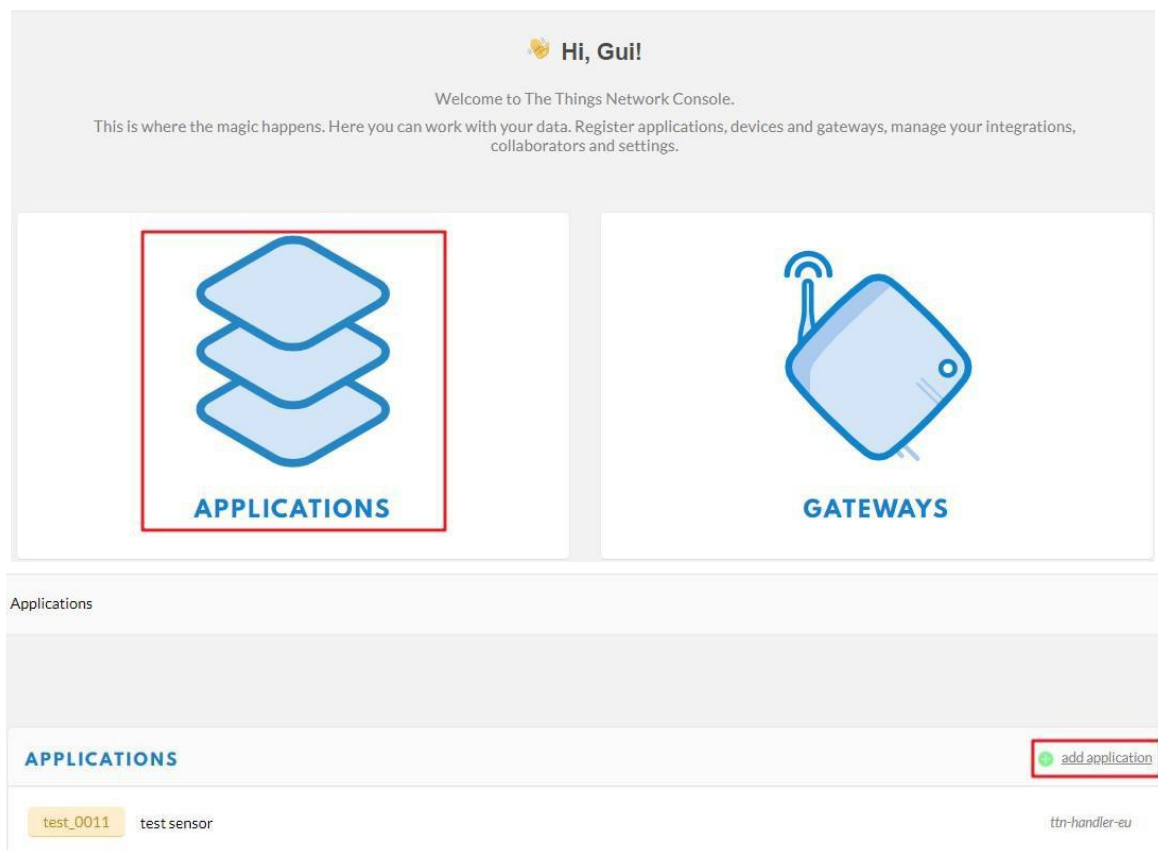 Hi, Gui!
Welcome to The Things Network Console.
This is where the magic happens. Here you can work with your data. Register applications, devices and gateways, manage your integrations,
collaborators and settings.
APPLICATIONS
GATEWAYS
Applications
APPLICATIONS
add application
test_0011
test sensor
ttn-handler-eu